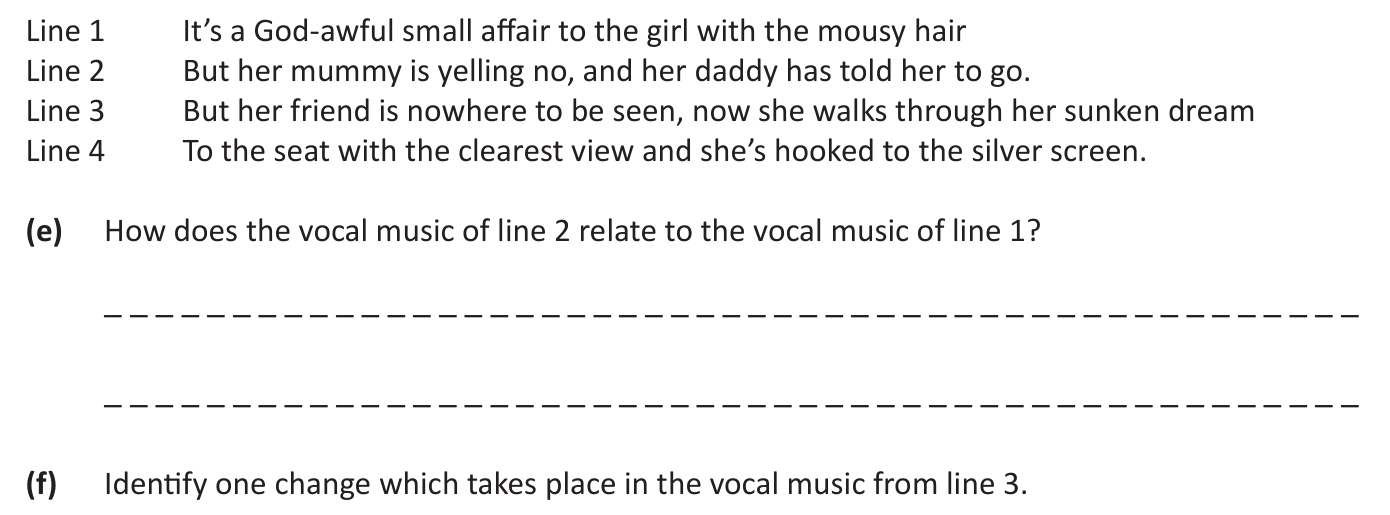 Line 1 It’s a God-awful small affair to the girl with the mousy hair
Line 2 But her mummy is yelling no, and her daddy has told her to go.
Line 3 But her friend is nowhere to be seen, now she walks through her sunken dream
Line 4 To the seat with the clearest view and she’s hooked to the silver screen.
(e) How does the vocal music of line 2 relate to the vocal music of line 1?
(f) Identify one change which takes place in the vocal music from line 3.